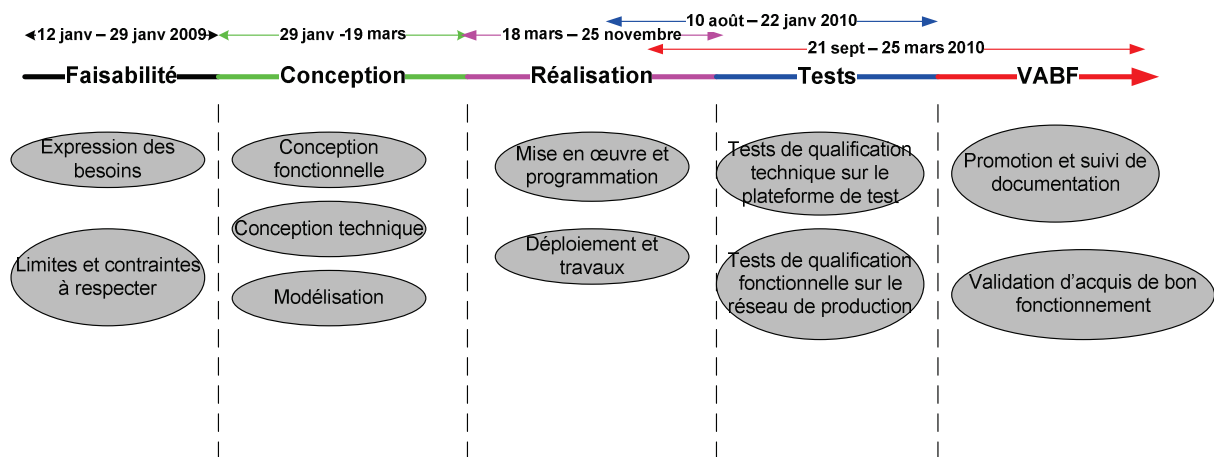 10 août – 22 janv 2010
12 janv – 29 janv 2009
29 janv -19 mars
18 mars – 25 novembre
21 sept – 25 mars 2010
Faisabilité
Conception
Réalisation
Tests
VABF
Expression des
besoins
Limites et contraintes
à respecter
Conception
fonctionnelle
Conception technique
Modélisation
Mise en œuvre et
programmation
Déploiement et
travaux
Tests de qualification
technique sur le
plateforme de test
Tests de qualification
fonctionnelle sur le
réseau de production
Promotion et suivi de
documentation
Validation d’acquis de bon
fonctionnement